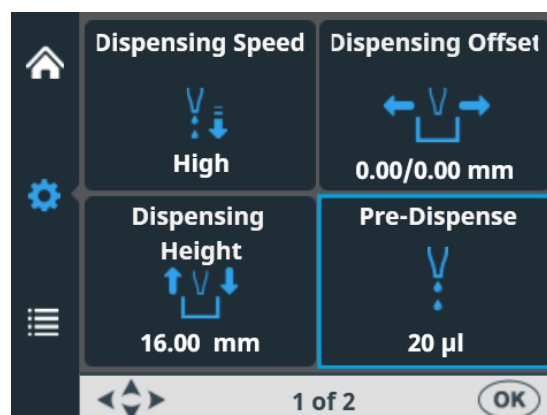 Dispensing Speed
High
Dispensing Offset
0.00/0.00 mm
Dispensing
Height
16.00 mm
Pre-Dispense
20 µl
1 of 2
OK